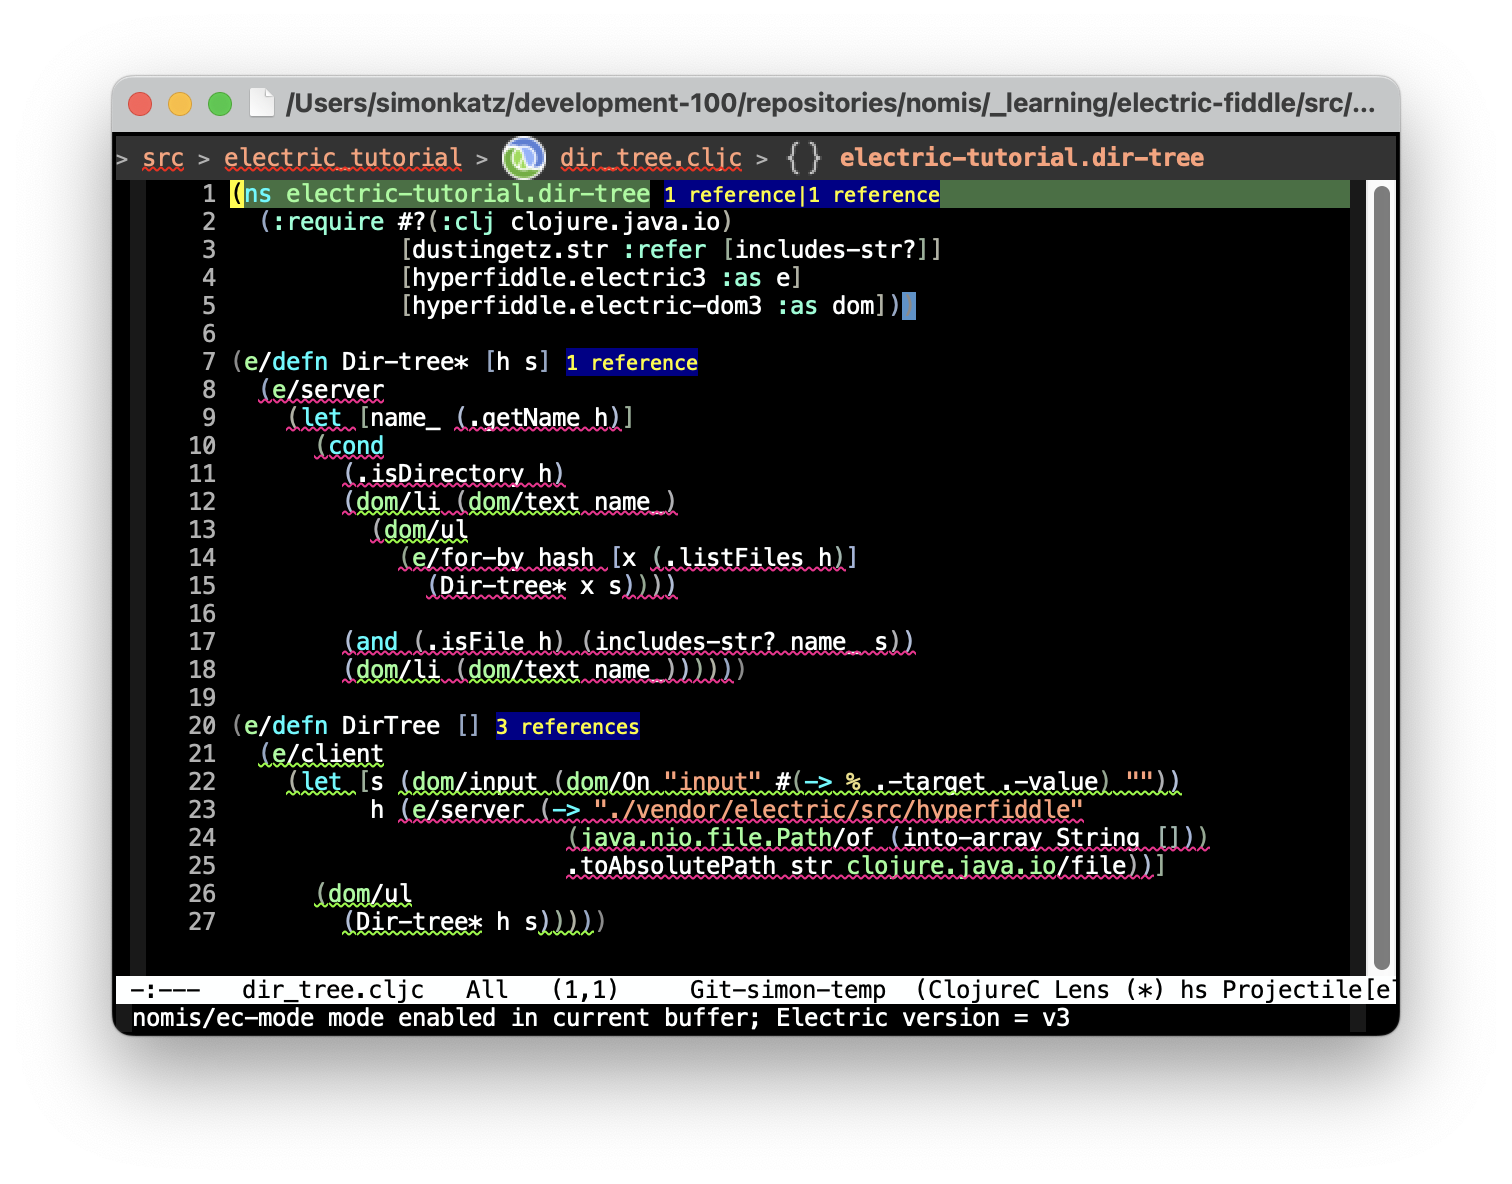 /Users/simonkatz/development-100/repositories/nomis/_learning/electric-fiddle/src/...
> src > electric_tutorial > dir_tree.cljc > {} electric-tutorial.dir-tree
1 (ns electric-tutorial.dir-tree 1 reference|1 reference
2   (:require #?(:clj clojure.java.io)
3             [dustingetz.str :refer [includes-str?]]
4             [hyperfiddle.electric3 :as e]
5             [hyperfiddle.electric-dom3 :as dom]))
6
7 (e/defn Dir-tree* [h s] 1 reference
8   (e/server
9     (let [name_ (.getName h)]
10       (cond
11         (.isDirectory h)
12         (dom/li (dom/text name_)
13           (dom/ul
14             (e/for-by hash [x (.listFiles h)]
15               (Dir-tree* x s))))
16
17         (and (.isFile h) (includes-str? name_ s))
18         (dom/li (dom/text name_))))))
19
20 (e/defn DirTree [] 3 references
21   (e/client
22     (let [s (dom/input (dom/On "input" #(-> % .-target .-value) ""))
23           h (e/server (-> "./vendor/electric/src/hyperfiddle"
24                         (java.nio.file.Path/of (into-array String []))
25                         .toAbsolutePath str clojure.java.io/file))]
26       (dom/ul
27         (Dir-tree* h s)))))
-:---   dir_tree.cljc   All   (1,1)     Git-simon-temp  (ClojureC Lens (*) hs Projectile[el
nomis/ec-mode mode enabled in current buffer; Electric version = v3